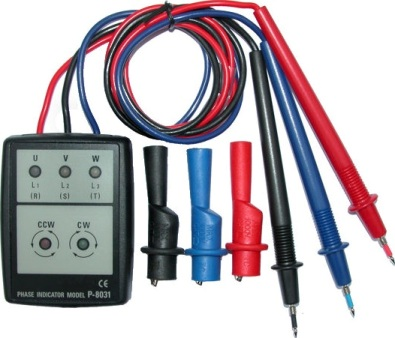 U V W
L1 L2 L3
(R) (S) (T)
CCW CW
CE
PHASE INDICATOR MODEL P-8031